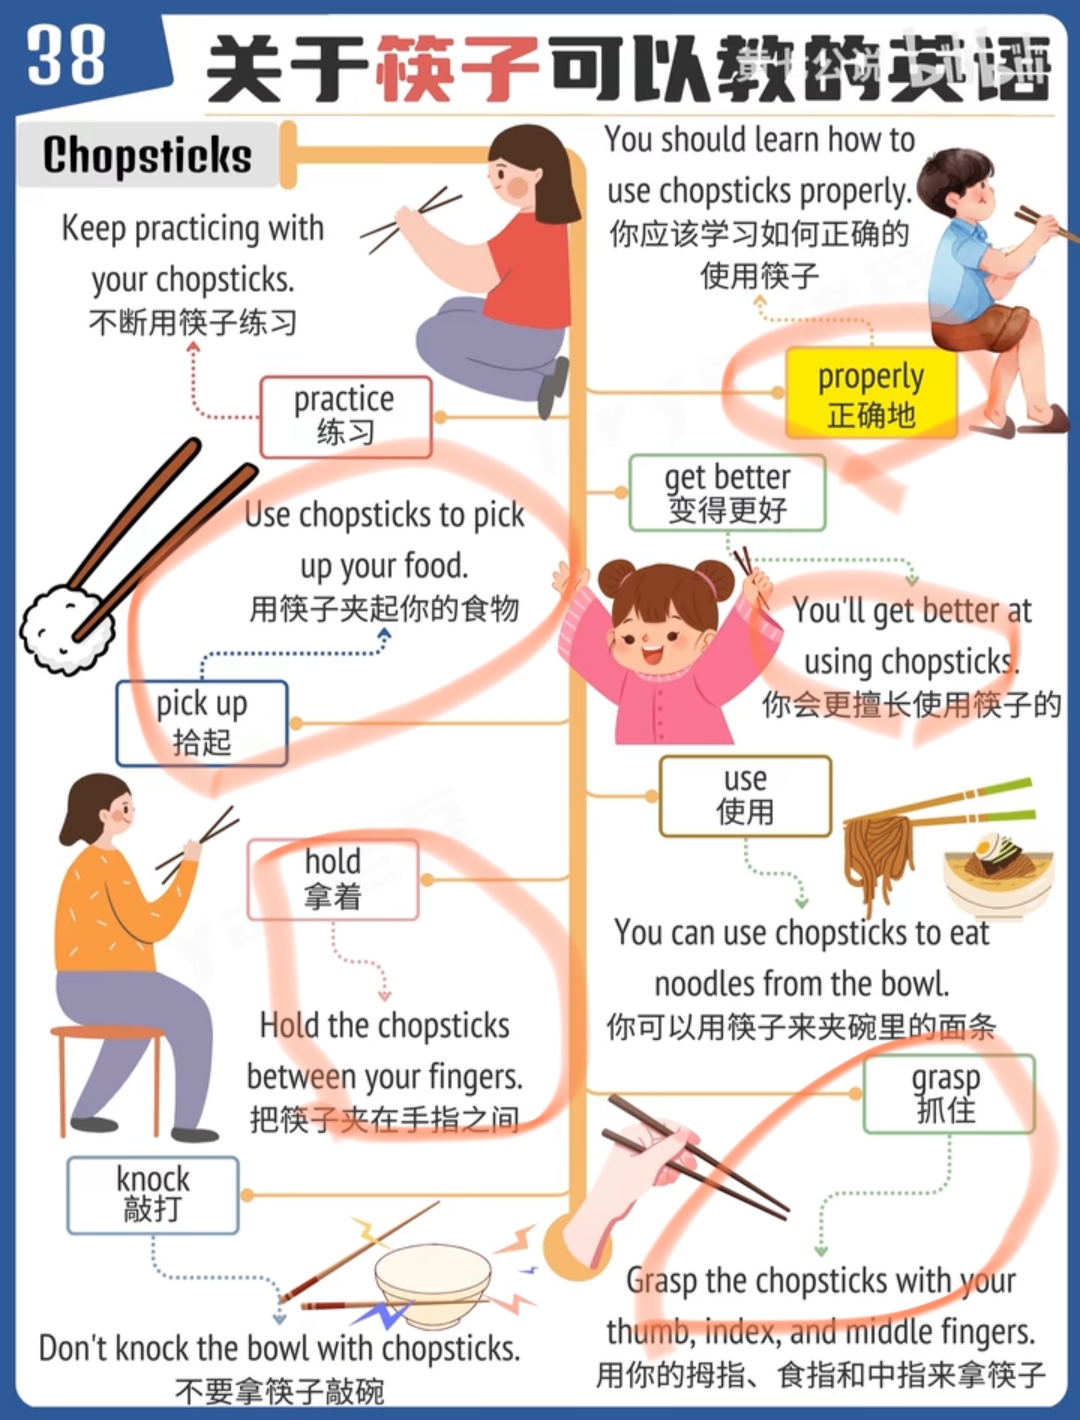 38
关于筷子可以教的英语
Chopsticks
Keep practicing with
your chopsticks.
不断用筷子练习
practice
练习
You should learn how to
use chopsticks properly.
你应该学习如何正确的
使用筷子
properly
正确地
get better
变得更好
Use chopsticks to pick
up your food.
用筷子夹起你的食物
pick up
拾起
You'll get better at
using chopsticks.
你会更擅长使用筷子的
use
使用
You can use chopsticks to eat
noodles from the bowl.
你可以用筷子来夹碗里的面条
hold
拿着
Hold the chopsticks
between your fingers.
把筷子夹在手指之间
grasp
抓住
Grasp the chopsticks with your
thumb, index, and middle fingers.
用你的拇指、食指和中指来拿筷子
knock
敲打
Don't knock the bowl with chopsticks.
不要拿筷子敲碗